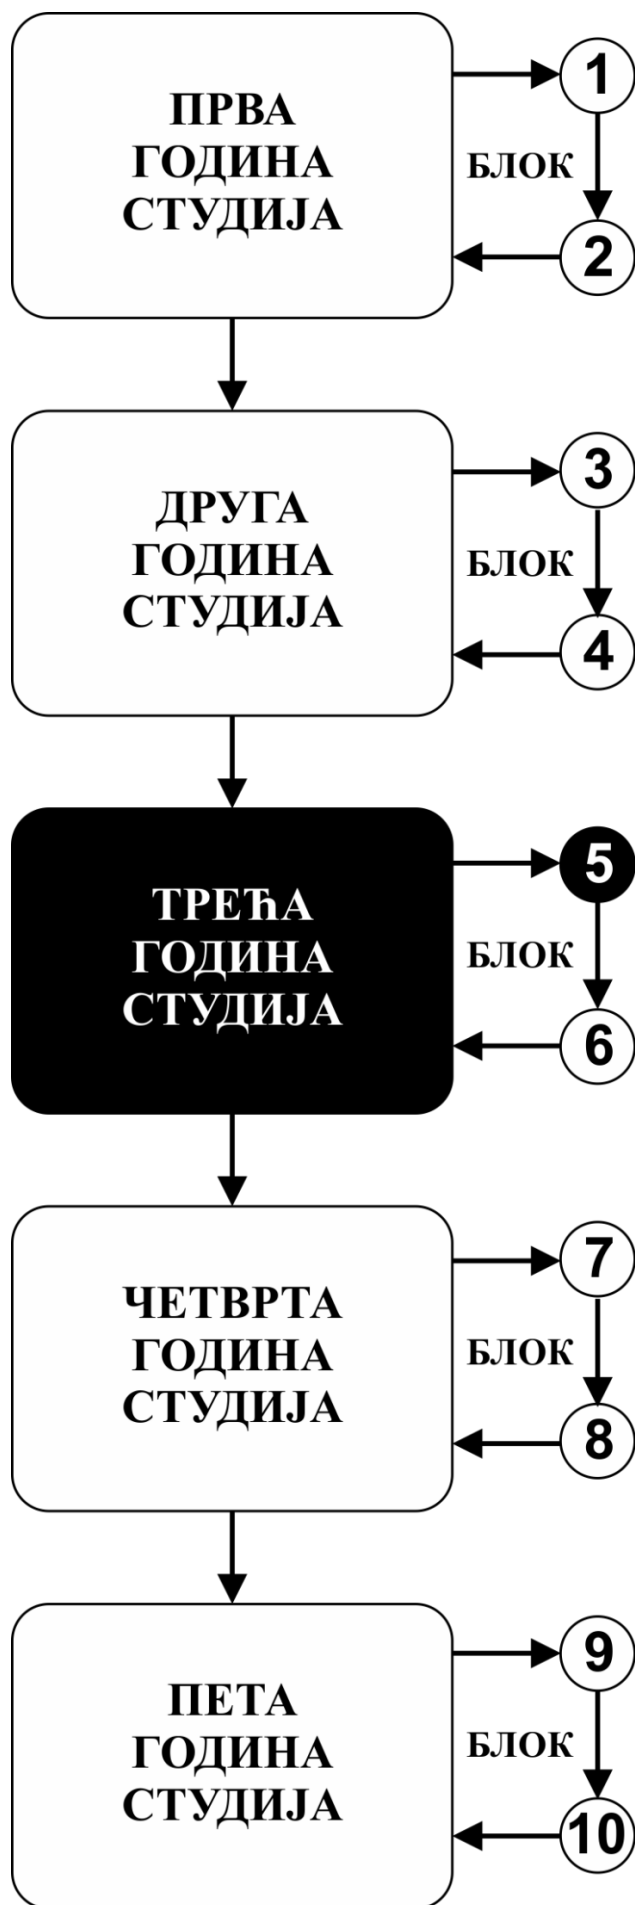 ПРВА
ГОДИНА
СТУДИЈА
1
БЛОК
2
ДРУГА
ГОДИНА
СТУДИЈА
3
БЛОК
4
ТРЕЋА
ГОДИНА
СТУДИЈА
5
БЛОК
6
ЧЕТВРТА
ГОДИНА
СТУДИЈА
7
БЛОК
8
ПЕТА
ГОДИНА
СТУДИЈА
9
БЛОК
10